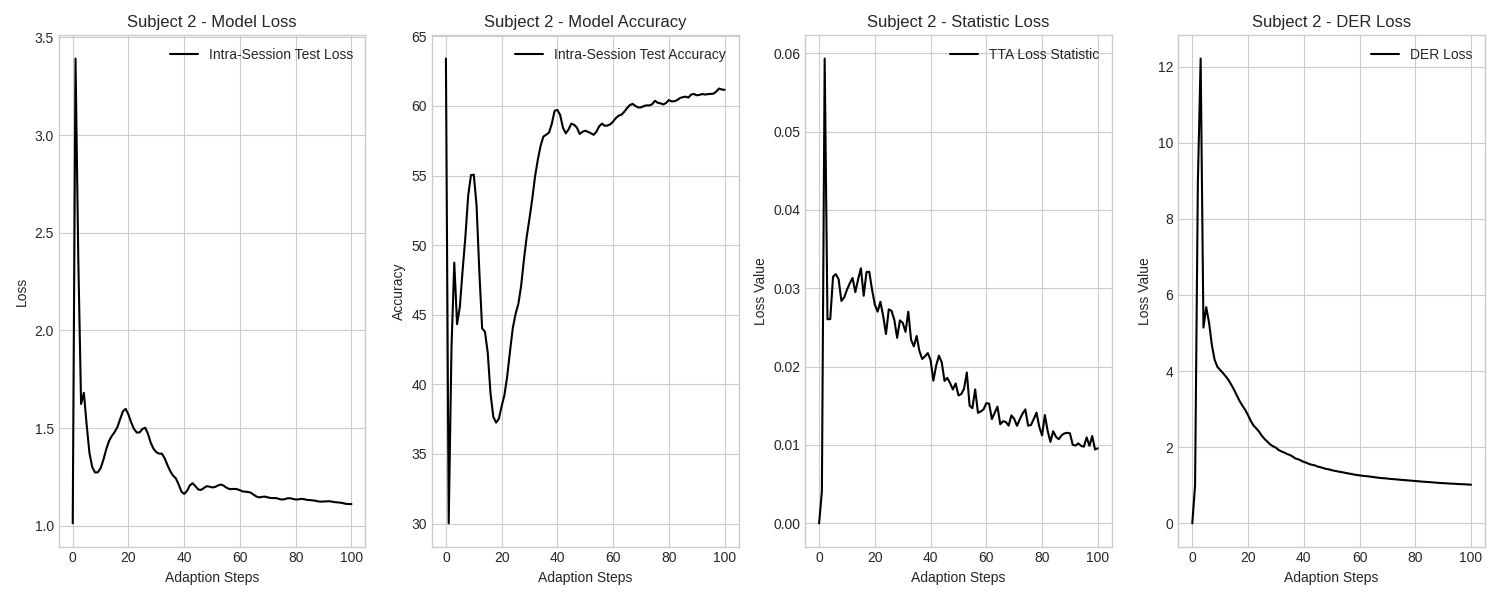 Subject 2 - Model Loss
Intra-Session Test Loss
3.5
3.0
2.5
2.0
1.5
1.0
Loss
0 20 40 60 80 100
Adaption Steps
Subject 2 - Model Accuracy
Intra-Session Test Accuracy
65
60
55
50
45
40
35
30
Accuracy
0 20 40 60 80 100
Adaption Steps
Subject 2 - Statistic Loss
TTA Loss Statistic
0.06
0.05
0.04
0.03
0.02
0.01
0.00
Loss Value
0 20 40 60 80 100
Adaption Steps
Subject 2 - DER Loss
DER Loss
12
10
8
6
4
2
0
Loss Value
0 20 40 60 80 100
Adaption Steps